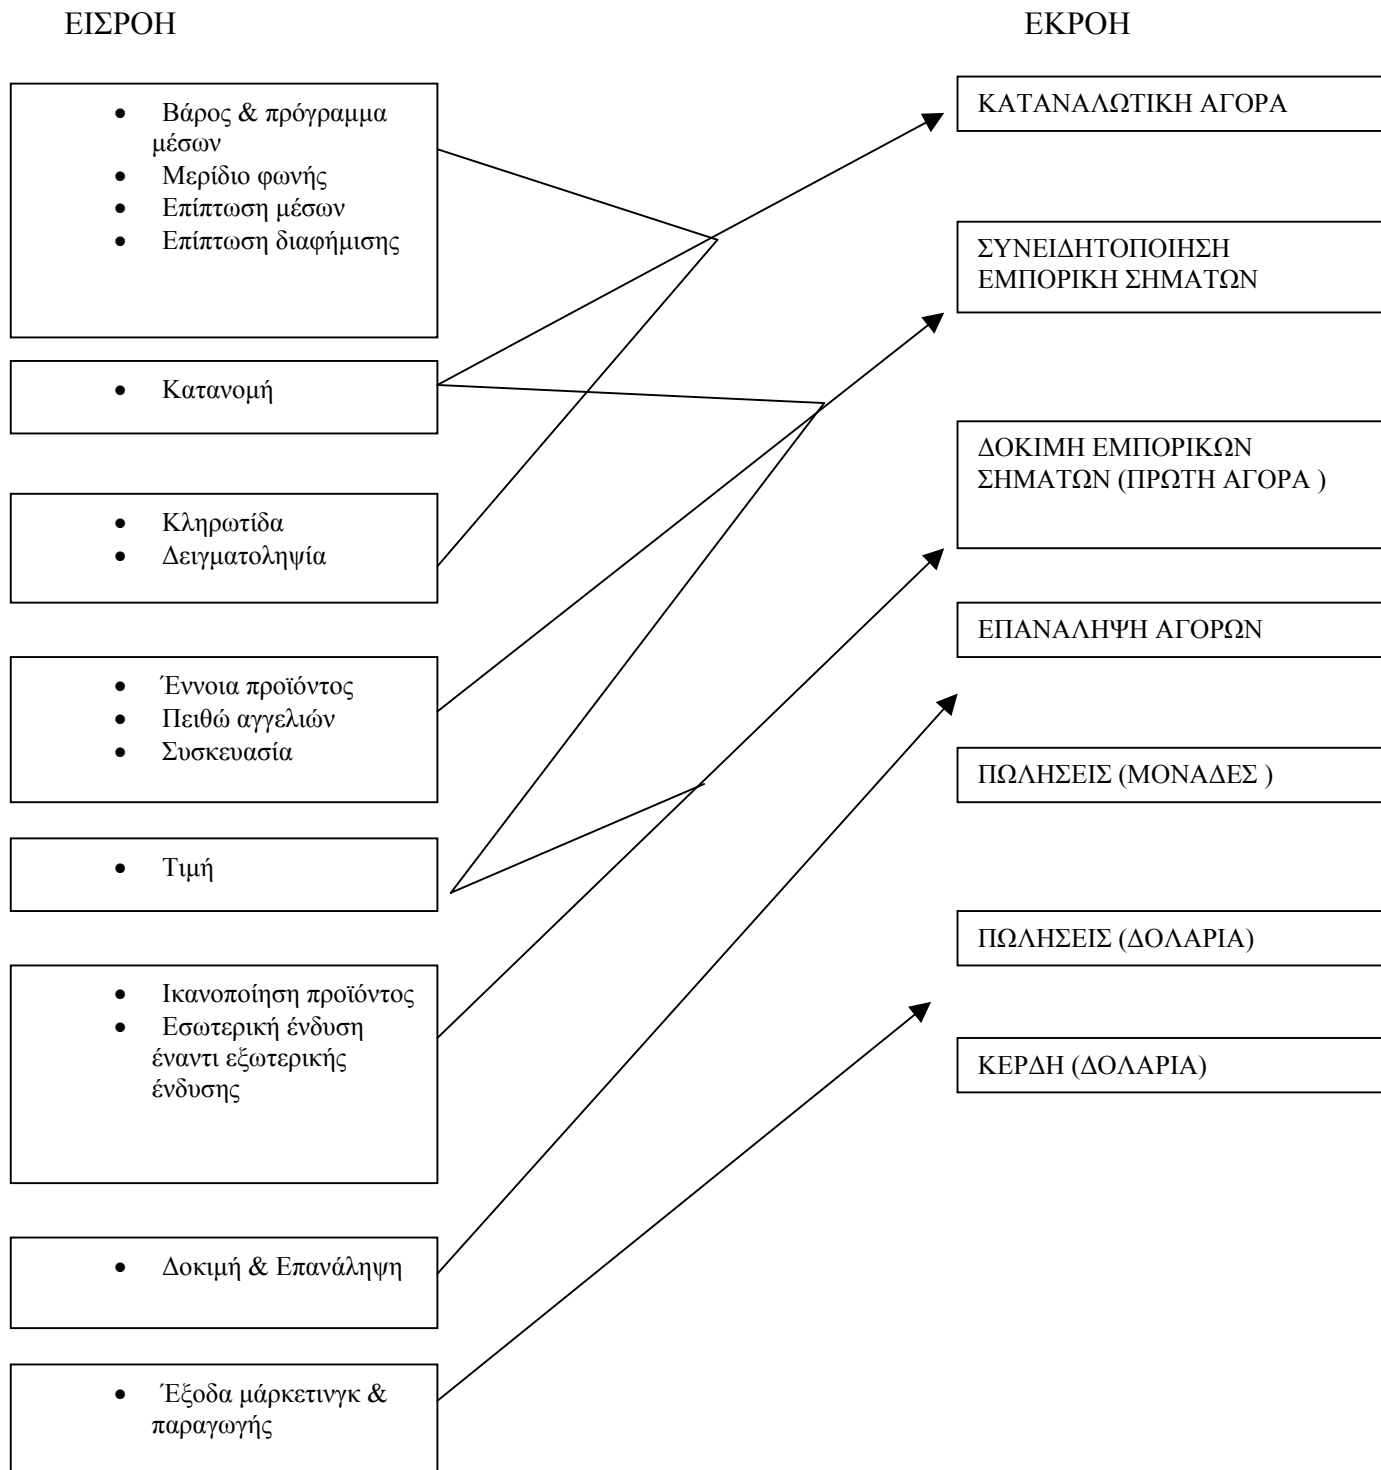 ΕΙΣΡΟΗ
ΕΚΡΟΗ
• Βάρος & πρόγραμμα
μέσων
• Μερίδιο φωνής
• Επίπτωση μέσων
• Επίπτωση διαφήμισης
• Κατανομή
• Κληρωτίδα
• Δειγματοληψία
• Έννοια προϊόντος
• Πειθώ αγγελιών
• Συσκευασία
• Τιμή
• Ικανοποίηση προϊόντος
• Εσωτερική ένδυση
έναντι εξωτερικής
ένδυσης
• Δοκιμή & Επανάληψη
• Έξοδα μάρκετινγκ &
παραγωγής
ΚΑΤΑΝΑΛΩΤΙΚΗ ΑΓΟΡΑ
ΣΥΝΕΙΔΗΤΟΠΟΙΗΣΗ
ΕΜΠΟΡΙΚΗ ΣΗΜΑΤΩΝ
ΔΟΚΙΜΗ ΕΜΠΟΡΙΚΩΝ
ΣΗΜΑΤΩΝ (ΠΡΩΤΗ ΑΓΟΡΑ )
ΕΠΑΝΑΛΗΨΗ ΑΓΟΡΩΝ
ΠΩΛΗΣΕΙΣ (ΜΟΝΑΔΕΣ )
ΠΩΛΗΣΕΙΣ (ΔΟΛΑΡΙΑ)
ΚΕΡΔΗ (ΔΟΛΑΡΙΑ)